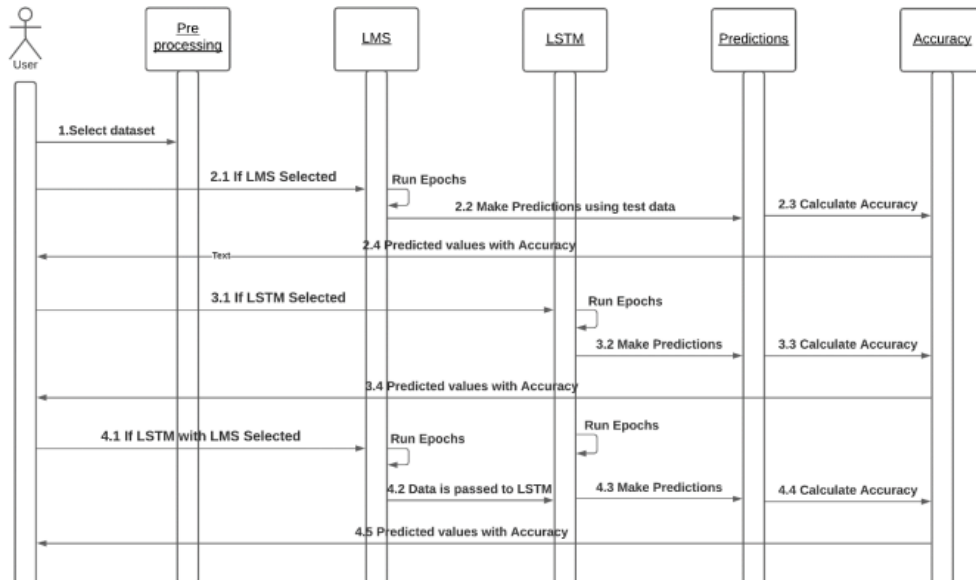 User
Pre
processing
LMS
LSTM
Predictions
Accuracy
1.Select dataset
2.1 If LMS Selected
Run Epochs
2.2 Make Predictions using test data
2.3 Calculate Accuracy
2.4 Predicted values with Accuracy
Text
3.1 If LSTM Selected
Run Epochs
3.2 Make Predictions
3.3 Calculate Accuracy
3.4 Predicted values with Accuracy
4.1 If LSTM with LMS Selected
Run Epochs
Run Epochs
4.2 Data is passed to LSTM
4.3 Make Predictions
4.4 Calculate Accuracy
4.5 Predicted values with Accuracy